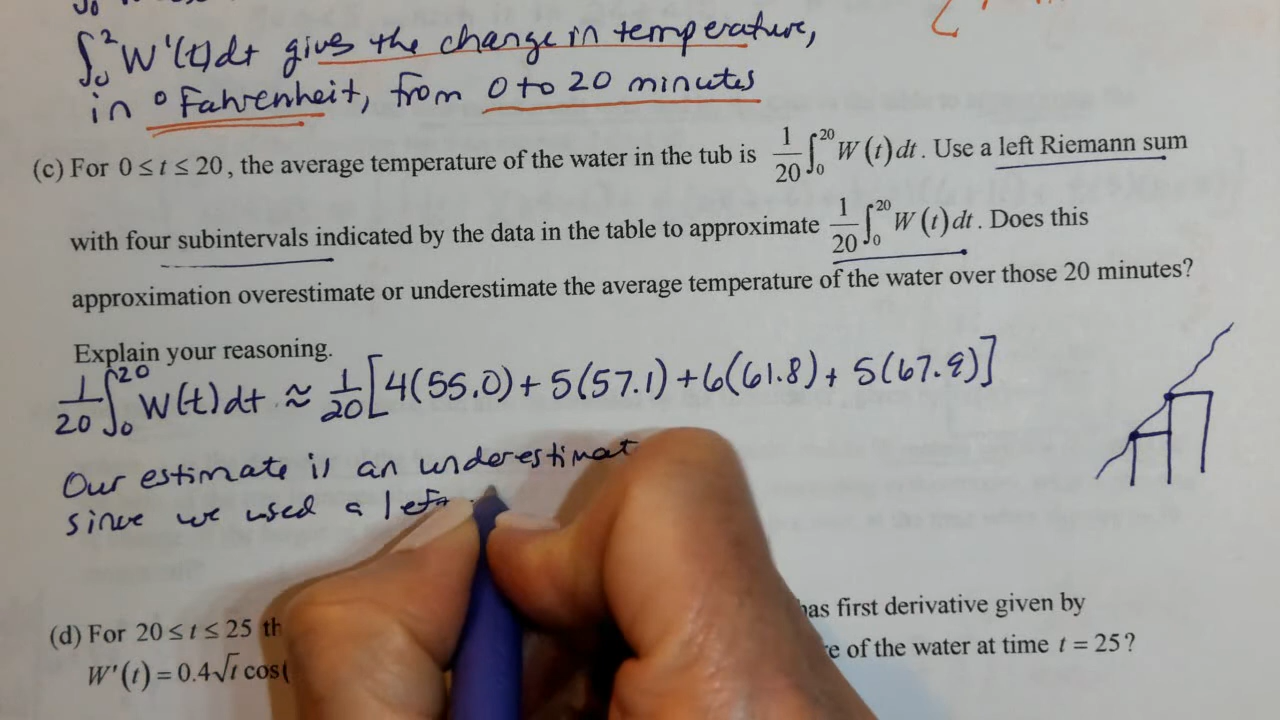 ∫₀² W'(t)dt gives the change in temperature,
in ° Fahrenheit, from 0 to 20 minutes
(c) For 0 ≤ t ≤ 20, the average temperature of the water in the tub is 1/20 ∫₀²⁰ W(t)dt. Use a left Riemann sum
with four subintervals indicated by the data in the table to approximate 1/20 ∫₀²⁰ W(t)dt. Does this
approximation overestimate or underestimate the average temperature of the water over those 20 minutes?
Explain your reasoning.
1/20 ∫₀²⁰ W(t)dt ≈ 1/20 [4(55.0) + 5(57.1) + 6(61.8) + 5(67.9)]
Our estimate is an underestimat
since we used a left
(d) For 20 ≤ t ≤ 25 th
as first derivative given by
W'(t) = 0.4√t cos(
e of the water at time t = 25?